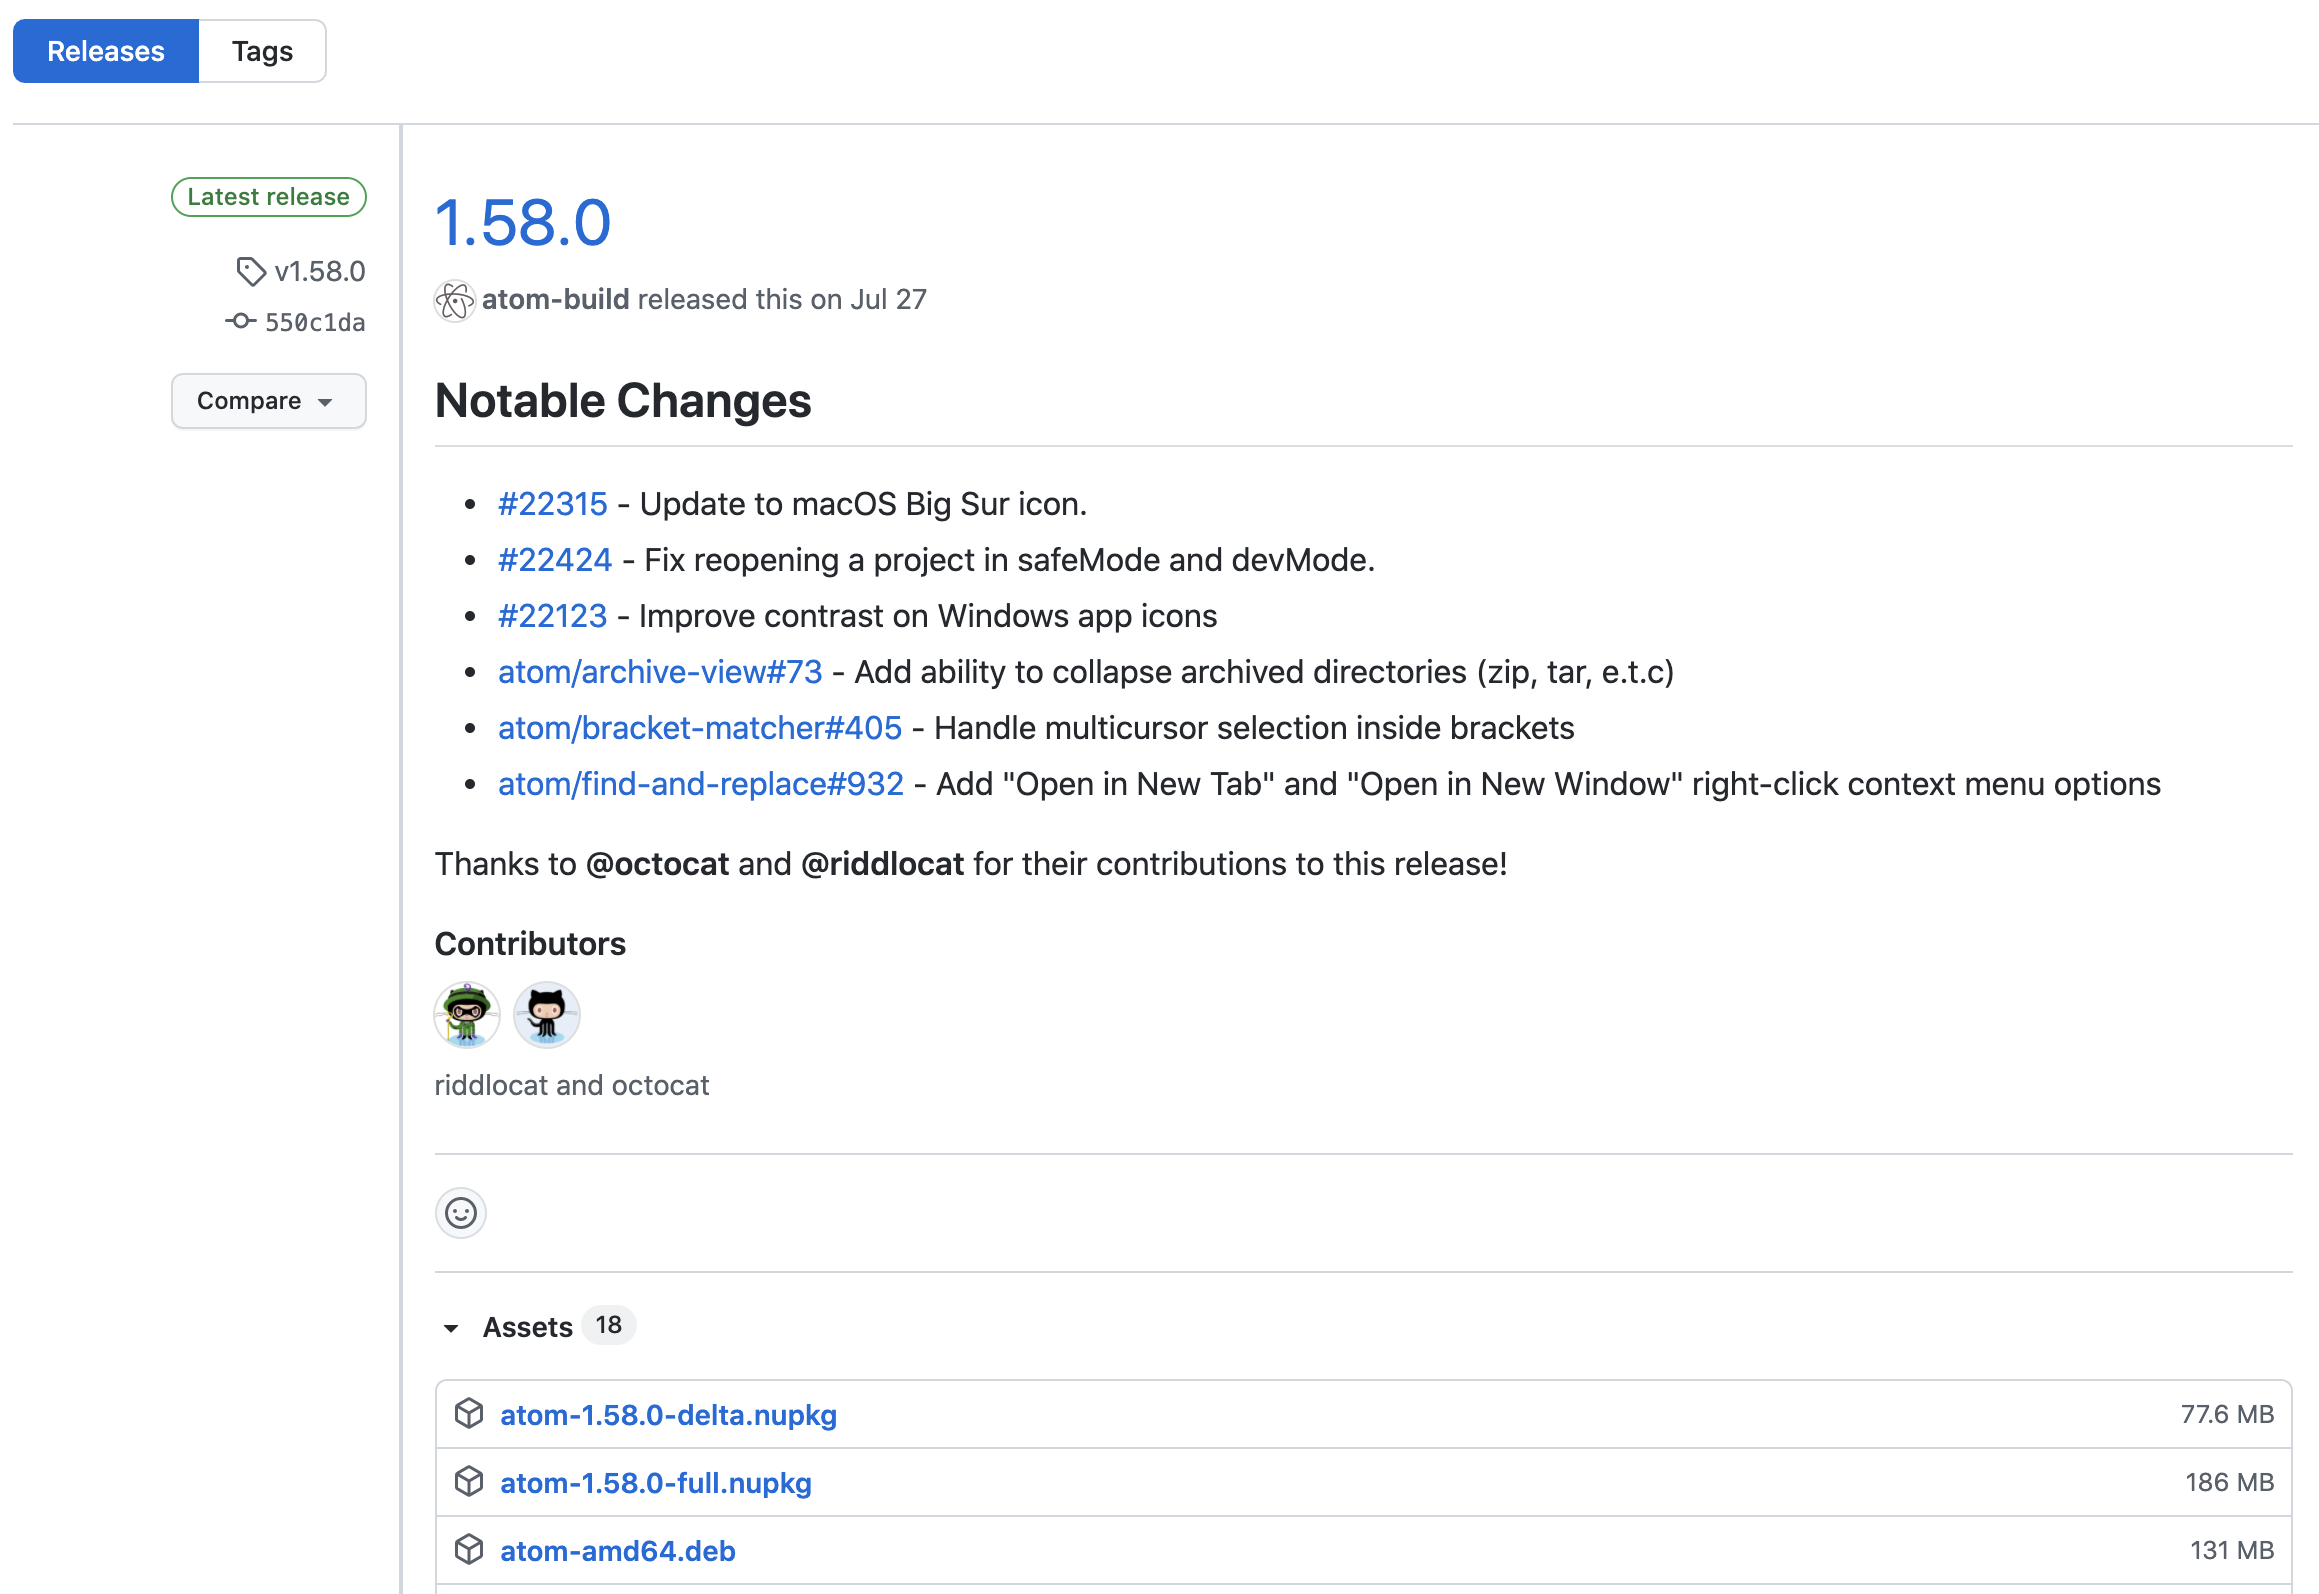 Releases Tags
Latest release
v1.58.0
550c1da
Compare
1.58.0
atom-build released this on Jul 27
Notable Changes
#22315 - Update to macOS Big Sur icon.
#22424 - Fix reopening a project in safeMode and devMode.
#22123 - Improve contrast on Windows app icons
atom/archive-view#73 - Add ability to collapse archived directories (zip, tar, e.t.c)
atom/bracket-matcher#405 - Handle multicursor selection inside brackets
atom/find-and-replace#932 - Add "Open in New Tab" and "Open in New Window" right-click context menu options
Thanks to @octocat and @riddlocat for their contributions to this release!
Contributors
riddlocat and octocat
Assets 18
atom-1.58.0-delta.nupkg 77.6 MB
atom-1.58.0-full.nupkg 186 MB
atom-amd64.deb 131 MB